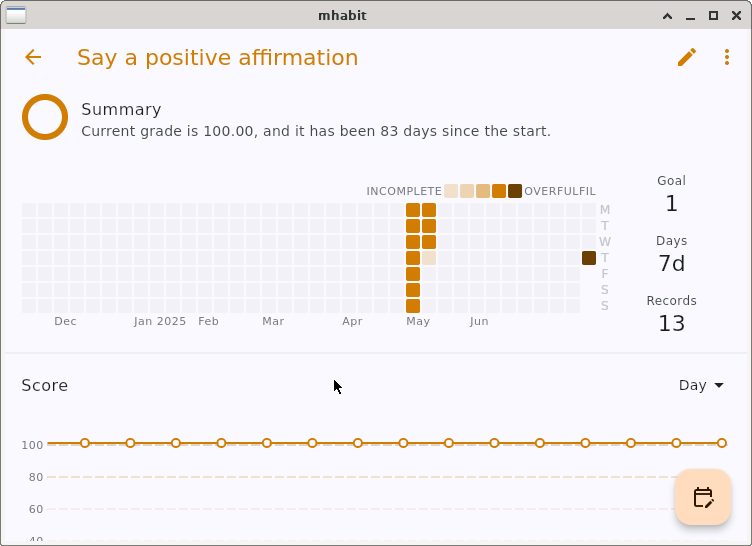 mhabit
Say a positive affirmation
Summary
Current grade is 100.00, and it has been 83 days since the start.
INCOMPLETE OVERFULFIL
M
T
W
T
F
S
S
Dec Jan 2025 Feb Mar Apr May Jun
Goal
1
Days
7d
Records
13
Score
Day
100
80
60
40